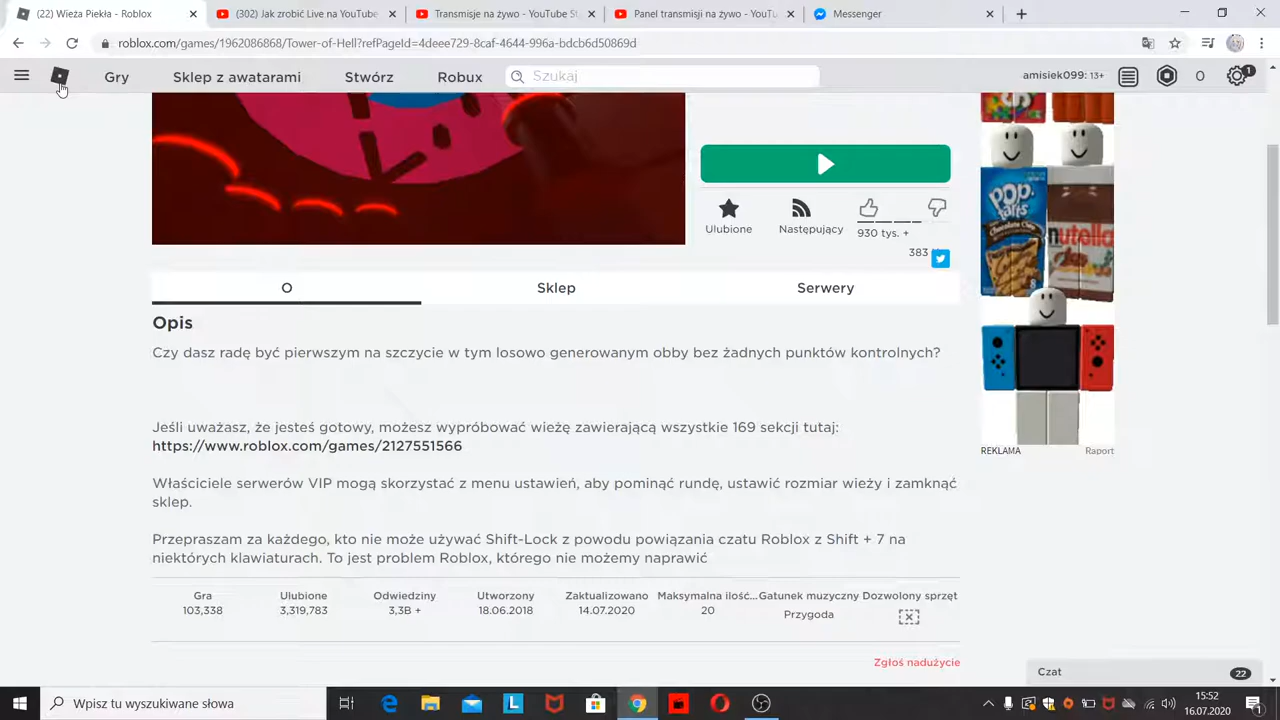 (22) Wieża Piekła - Roblox
(302) Jak zrobić Live na YouTube
Transmisje na żywo - YouTube St
Panel transmisji na żywo - YouTu
Messenger
roblox.com/games/1962086868/Tower-of-Hell?refPageId=4deee729-8caf-4644-996a-bdcb6d50869d
Gry
Sklep z awatarami
Stwórz
Robux
Szukaj
amisiek099: 13+
0
1
Ulubione
Następujący
930 tys. +
383
O
Sklep
Serwery
Opis
Czy dasz radę być pierwszym na szczycie w tym losowo generowanym obby bez żadnych punktów kontrolnych?
Jeśli uważasz, że jesteś gotowy, możesz wypróbować wieżę zawierającą wszystkie 169 sekcji tutaj:
https://www.roblox.com/games/2127551566
Właściciele serwerów VIP mogą skorzystać z menu ustawień, aby pominąć rundę, ustawić rozmiar wieży i zamknąć
sklep.
Przepraszam za każdego, kto nie może używać Shift-Lock z powodu powiązania czatu Roblox z Shift + 7 na
niektórych klawiaturach. To jest problem Roblox, którego nie możemy naprawić
Gra
Ulubione
Odwiedziny
Utworzony
Zaktualizowano
Maksymalna ilość...
Gatunek muzyczny
Dozwolony sprzęt
103,338
3,319,783
3,3B +
18.06.2018
14.07.2020
20
Przygoda
Zgłoś nadużycie
POP
tarts
nutella
REKLAMA
Raport
Czat
22
Wpisz tu wyszukiwane słowa
15:52
16.07.2020